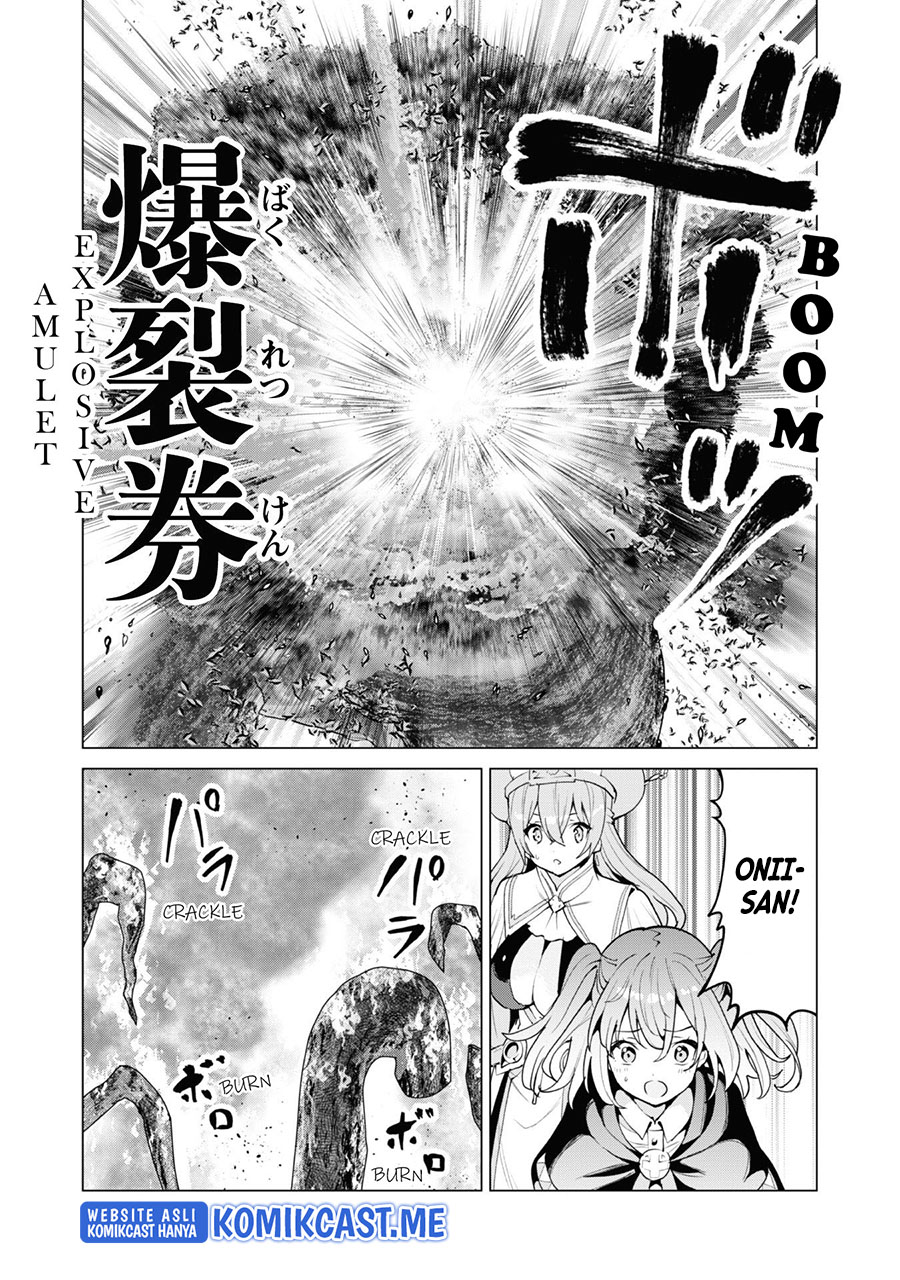 ボッ
BOOM
爆裂券
ばく
れつ
けん
EXPLOSIVE
AMULET
ONII-
SAN!
CRACKLE
パラ
パラ
CRACKLE
ボロ
BURN
ボロ
BURN
WEBSITE ASLI
KOMIKCAST HANYA
KOMIKCAST.ME